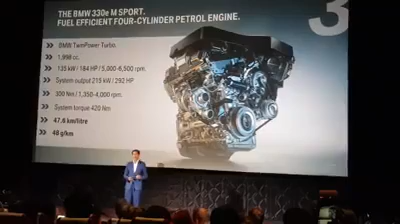 THE BMW 330e M SPORT.
FUEL EFFICIENT FOUR-CYLINDER PETROL ENGINE.
3
BMW TwinPower Turbo.
1,998 cc.
135 kW / 184 HP / 5,000-6,500 rpm.
System output 215 kW / 292 HP
300 Nm / 1,350-4,000 rpm.
System torque 420 Nm
47.6 km/litre
48 g/km